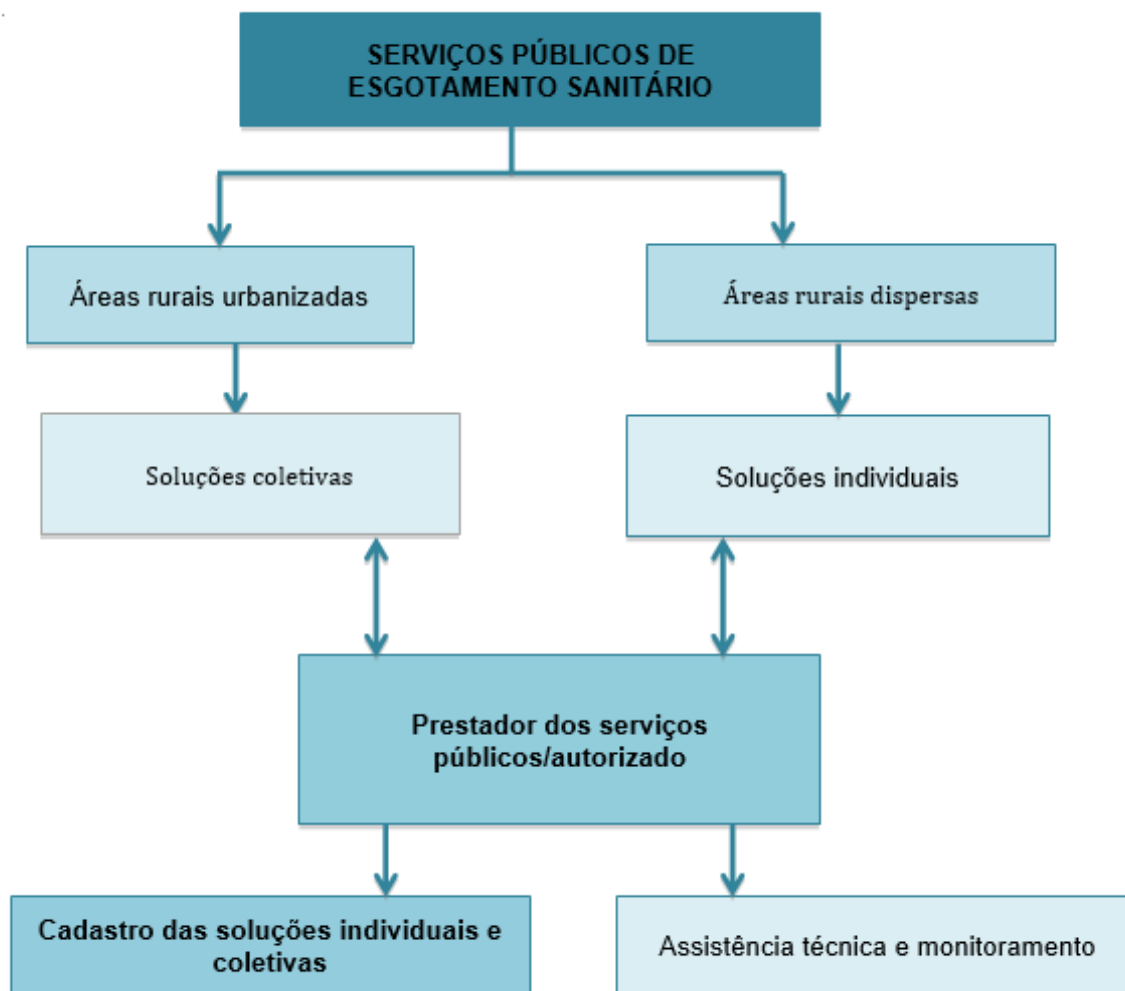 SERVIÇOS PÚBLICOS DE
ESGOTAMENTO SANITÁRIO
Áreas rurais urbanizadas
Áreas rurais dispersas
Soluções coletivas
Soluções individuais
Prestador dos serviços
públicos/autorizado
Cadastro das soluções individuais e
coletivas
Assistência técnica e monitoramento